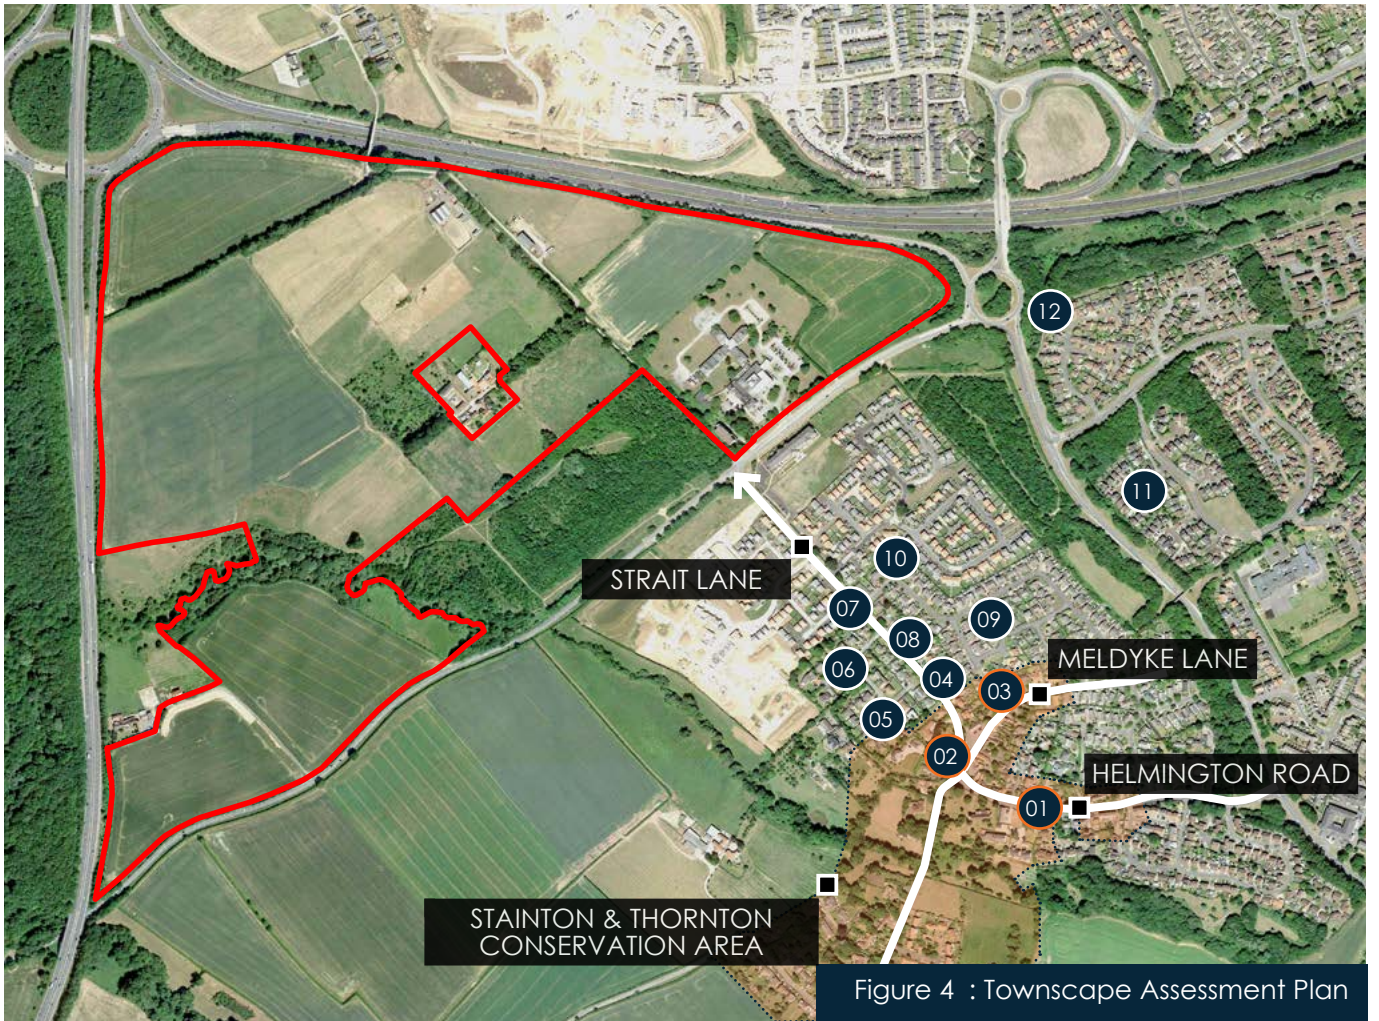 12
11
10
STRAIT LANE
07
09
08
MELDYKE LANE
06
04
03
05
02
HELMINGTON ROAD
01
STAINTON & THORNTON
CONSERVATION AREA
Figure 4 : Townscape Assessment Plan